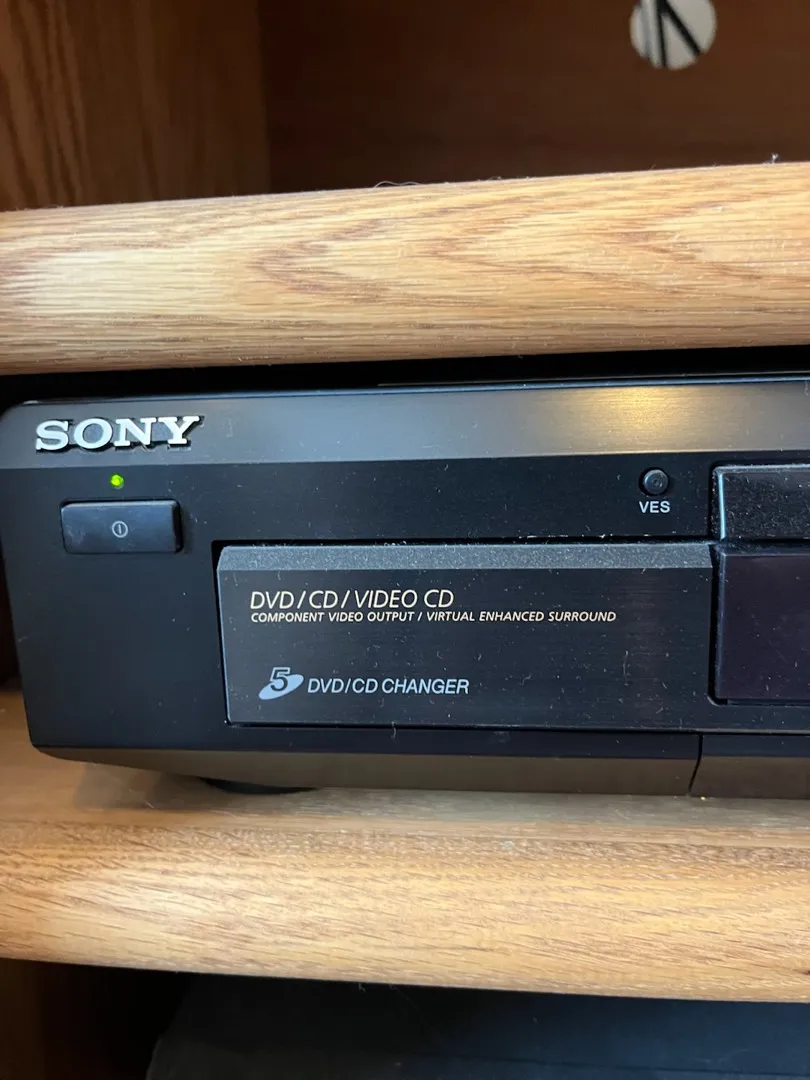 SONY
VES
DVD/CD/VIDEO CD
COMPONENT VIDEO OUTPUT / VIRTUAL ENHANCED SURROUND
5 DVD/CD CHANGER